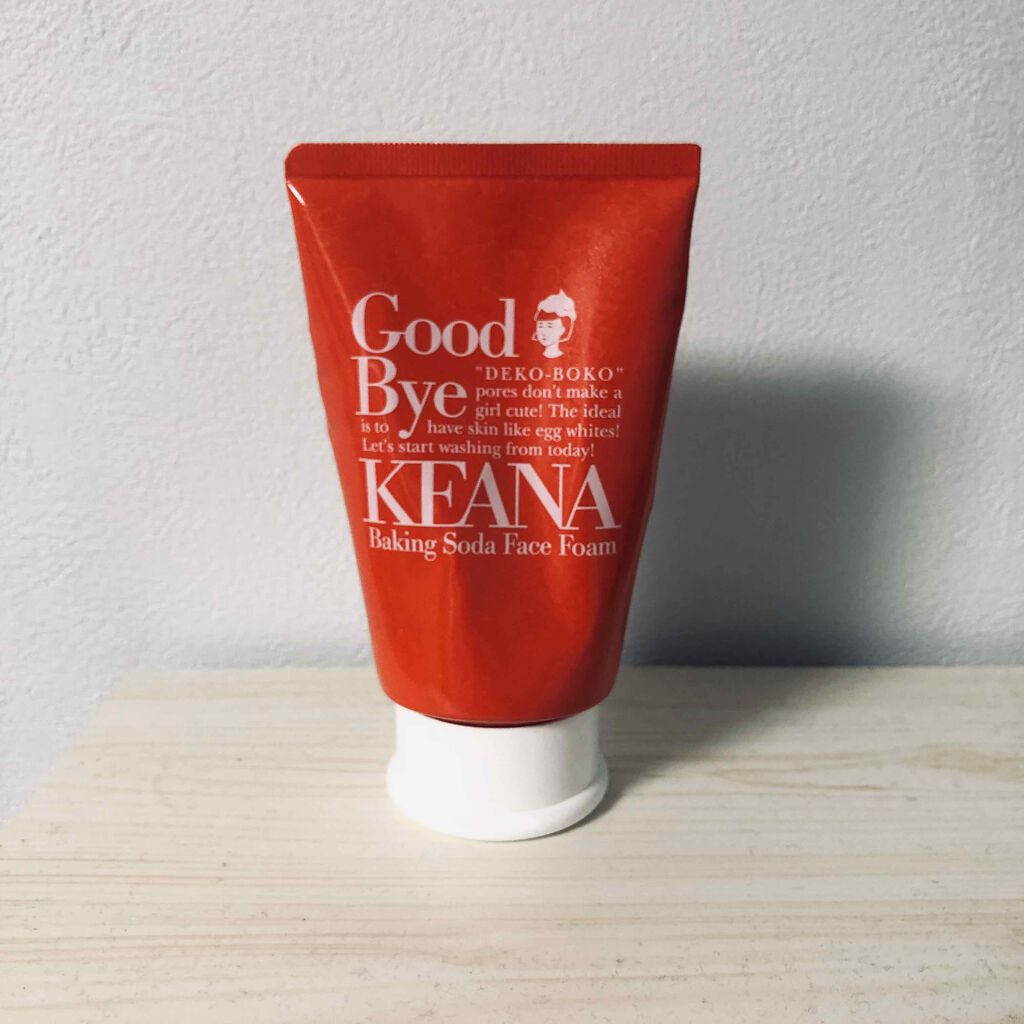 Good
Bye
"DEKO-BOKO"
pores don't make a
girl cute! The ideal
is to have skin like egg whites!
Let's start washing from today!
KEANA
Baking Soda Face Foam